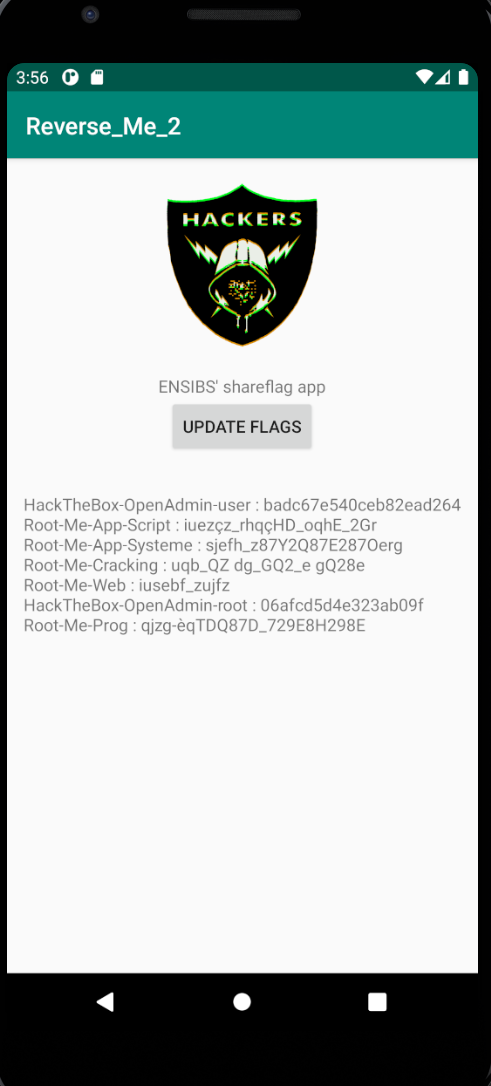 3:56
Reverse_Me_2
HACKERS
ENSIBS' shareflag app
UPDATE FLAGS
HackTheBox-OpenAdmin-user : badc67e540ceb82ead264
Root-Me-App-Script : iuezçz_rhqçHD_oqhE_2Gr
Root-Me-App-Systeme : sjefh_z87Y2Q87E287Oerg
Root-Me-Cracking : uqb_QZ dg_GQ2_e gQ28e
Root-Me-Web : iusebf_zujfz
HackTheBox-OpenAdmin-root : 06afcd5d4e323ab09f
Root-Me-Prog : qjzg-èqTDQ87D_729E8H298E